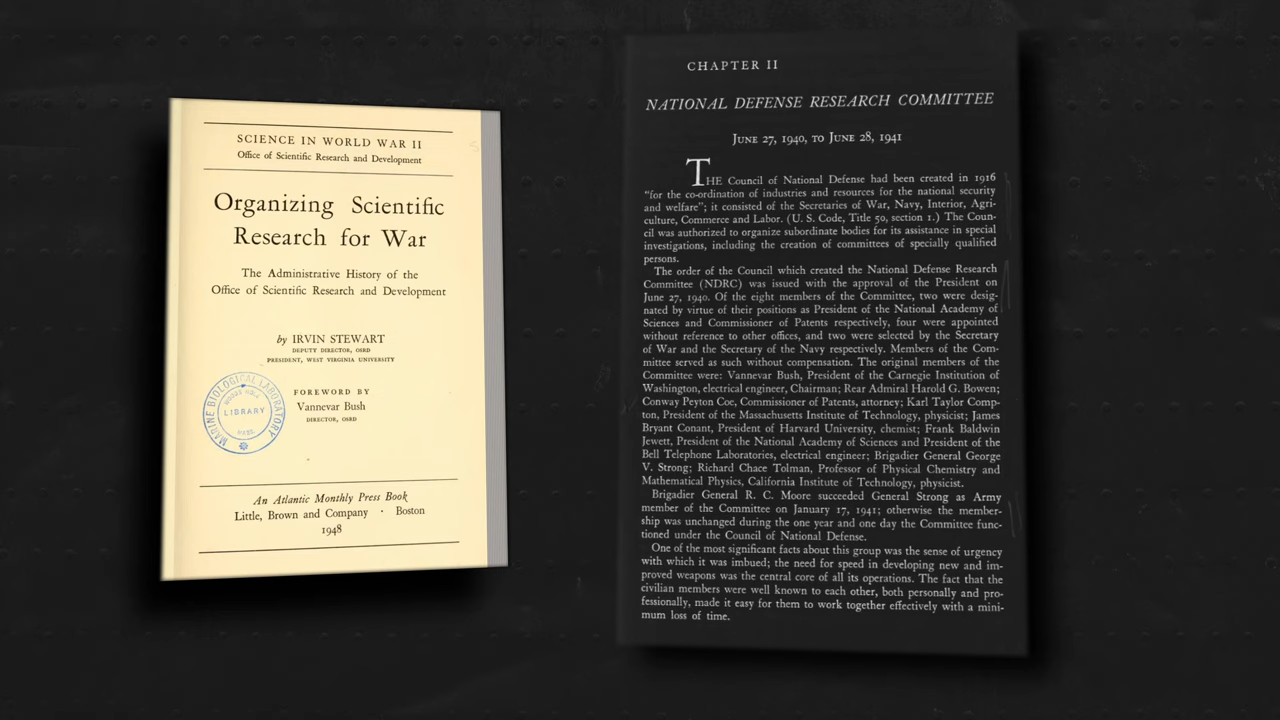 SCIENCE IN WORLD WAR II
Office of Scientific Research and Development
Organizing Scientific
Research for War
The Administrative History of the
Office of Scientific Research and Development
by IRVIN STEWART
DEPUTY DIRECTOR, OSRD
PRESIDENT, WEST VIRGINIA UNIVERSITY
FOREWORD BY
Vannevar Bush
DIRECTOR, OSRD
MARINE BIOLOGICAL LABORATORY
LIBRARY
An Atlantic Monthly Press Book
Little, Brown and Company · Boston
1948
CHAPTER II
NATIONAL DEFENSE RESEARCH COMMITTEE
JUNE 27, 1940, TO JUNE 28, 1941
THE Council of National Defense had been created in 1916
"for the co-ordination of industries and resources for the national security
and welfare"; it consisted of the Secretaries of War, Navy, Interior, Agri-
culture, Commerce and Labor. (U. S. Code, Title 50, section 1.) The Coun-
cil was authorized to organize subordinate bodies for its assistance in special
investigations, including the creation of committees of specially qualified
persons.
The order of the Council which created the National Defense Research
Committee (NDRC) was issued with the approval of the President on
June 27, 1940. Of the eight members of the Committee, two were desig-
nated by virtue of their positions as President of the National Academy of
Sciences and Commissioner of Patents respectively, four were appointed
without reference to other offices, and two were selected by the Secretary
of War and the Secretary of the Navy respectively. Members of the Com-
mittee served as such without compensation. The original members of the
Committee were: Vannevar Bush, President of the Carnegie Institution of
Washington, electrical engineer, Chairman; Rear Admiral Harold G. Bowen;
Conway Peyton Coe, Commissioner of Patents, attorney; Karl Taylor Comp-
ton, President of the Massachusetts Institute of Technology, physicist; James
Bryant Conant, President of Harvard University, chemist; Frank Baldwin
Jewett, President of the National Academy of Sciences and President of the
Bell Telephone Laboratories, electrical engineer; Brigadier General George
V. Strong; Richard Chace Tolman, Professor of Physical Chemistry and
Mathematical Physics, California Institute of Technology, physicist.
Brigadier General R. C. Moore succeeded General Strong as Army
member of the Committee on January 17, 1941; otherwise the member-
ship was unchanged during the one year and one day the Committee func-
tioned under the Council of National Defense.
One of the most significant facts about this group was the sense of urgency
with which it was imbued; the need for speed in developing new and im-
proved weapons was the central core of all its operations. The fact that the
civilian members were well known to each other, both personally and pro-
fessionally, made it easy for them to work together effectively with a mini-
mum loss of time.